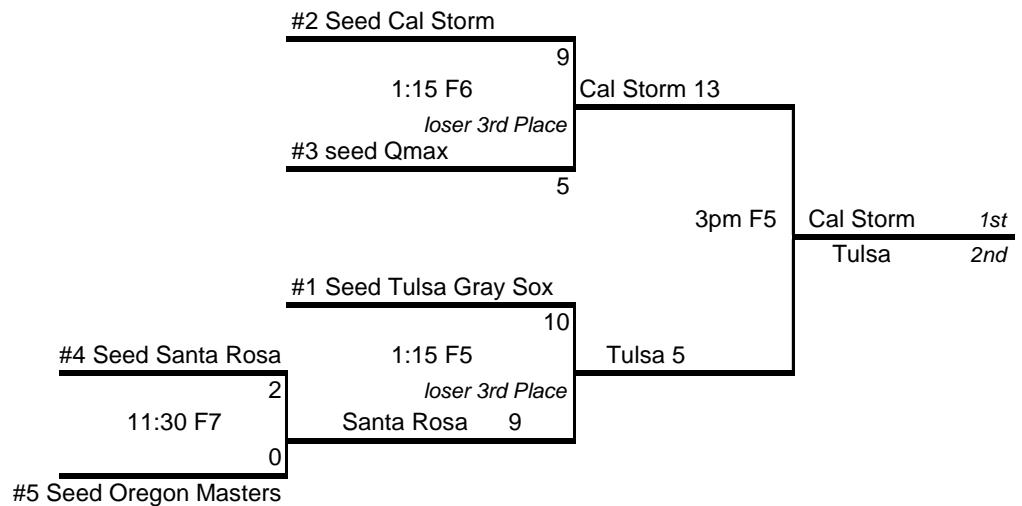 #2 Seed Cal Storm
9
1:15 F6
Cal Storm 13
loser 3rd Place
#3 seed Qmax
5
3pm F5
Cal Storm 1st
Tulsa 2nd
#1 Seed Tulsa Gray Sox
10
#4 Seed Santa Rosa
1:15 F5
Tulsa 5
2
loser 3rd Place
11:30 F7
Santa Rosa 9
0
#5 Seed Oregon Masters